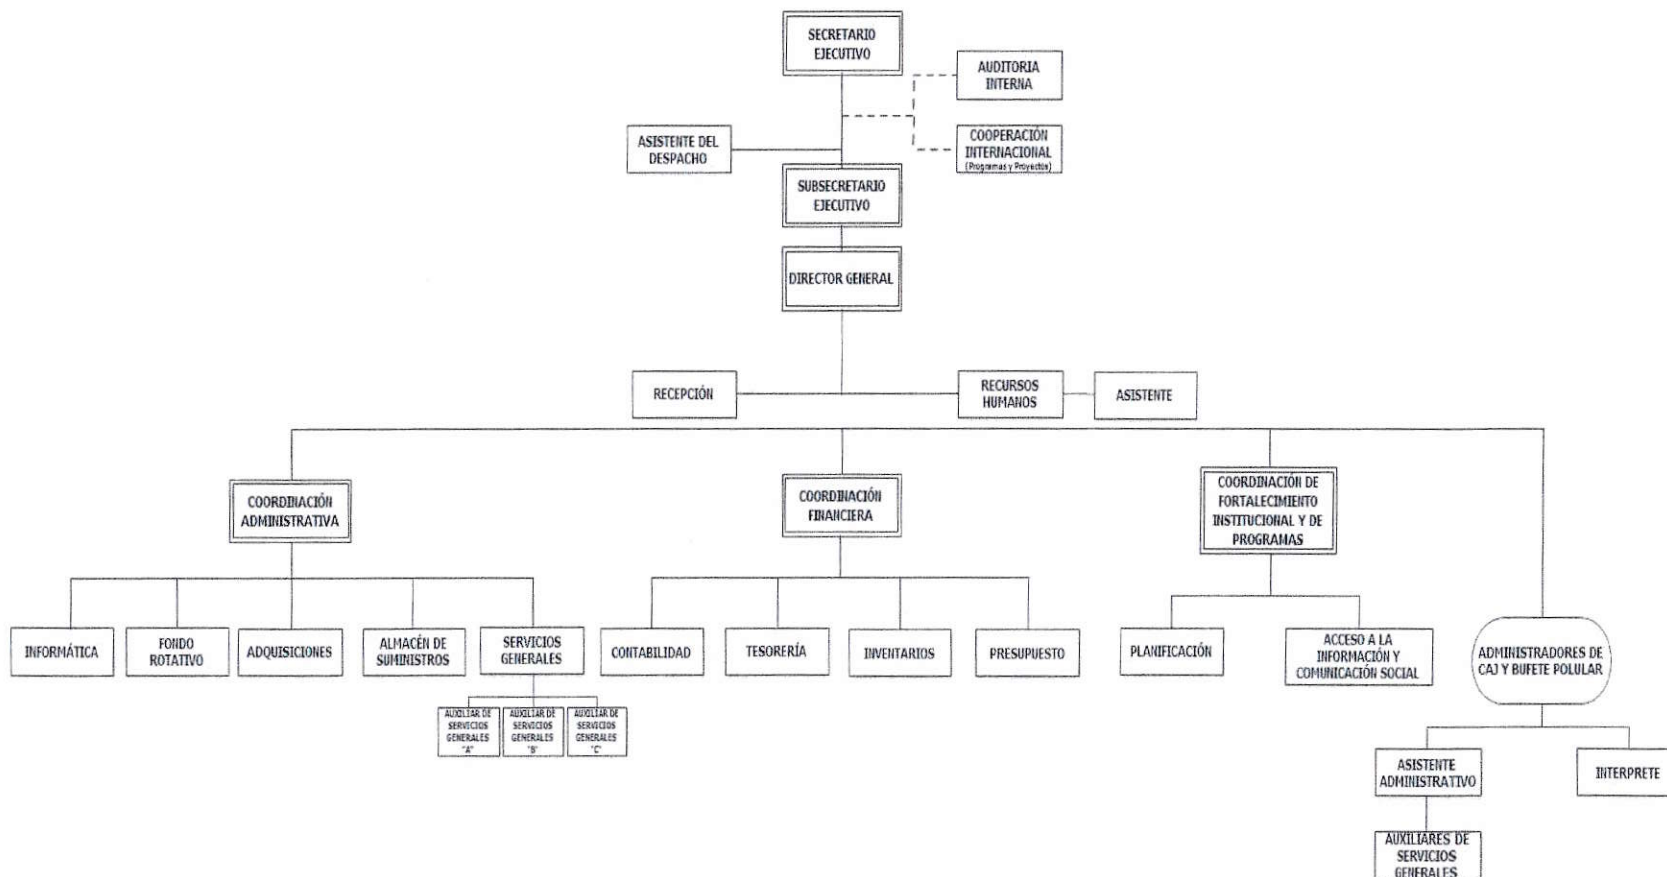 SECRETARIO
EJECUTIVO
AUDITORIA
INTERNA
ASISTENTE DEL
DESPACHO
COOPERACIÓN
INTERNACIONAL
(Programas y Proyectos)
SUBSECRETARIO
EJECUTIVO
DIRECTOR GENERAL
RECEPCIÓN
RECURSOS
HUMANOS
ASISTENTE
COORDINACIÓN
ADMINISTRATIVA
COORDINACIÓN
FINANCIERA
COORDINACIÓN DE
FORTALECIMIENTO
INSTITUCIONAL Y DE
PROGRAMAS
INFORMÁTICA
FONDO
ROTATIVO
ADQUISICIONES
ALMACÉN DE
SUMINISTROS
SERVICIOS
GENERALES
CONTABILIDAD
TESORERÍA
INVENTARIOS
PRESUPUESTO
PLANIFICACIÓN
ACCESO A LA
INFORMACIÓN Y
COMUNICACIÓN SOCIAL
ADMINISTRADORES DE
CAJ Y BUFETE POLULAR
AUXILIAR DE
SERVICIOS
GENERALES
"A"
AUXILIAR DE
SERVICIOS
GENERALES
"B"
AUXILIAR DE
SERVICIOS
GENERALES
"C"
ASISTENTE
ADMINISTRATIVO
INTERPRETE
AUXILIARES DE
SERVICIOS
GENERALES